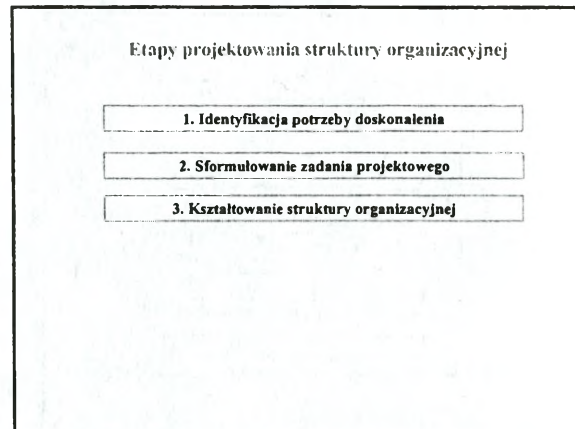 Etapy projektowania struktury organizacyjnej
1. Identyfikacja potrzeby doskonalenia
2. Sformułowanie zadania projektowego
3. Kształtowanie struktury organizacyjnej